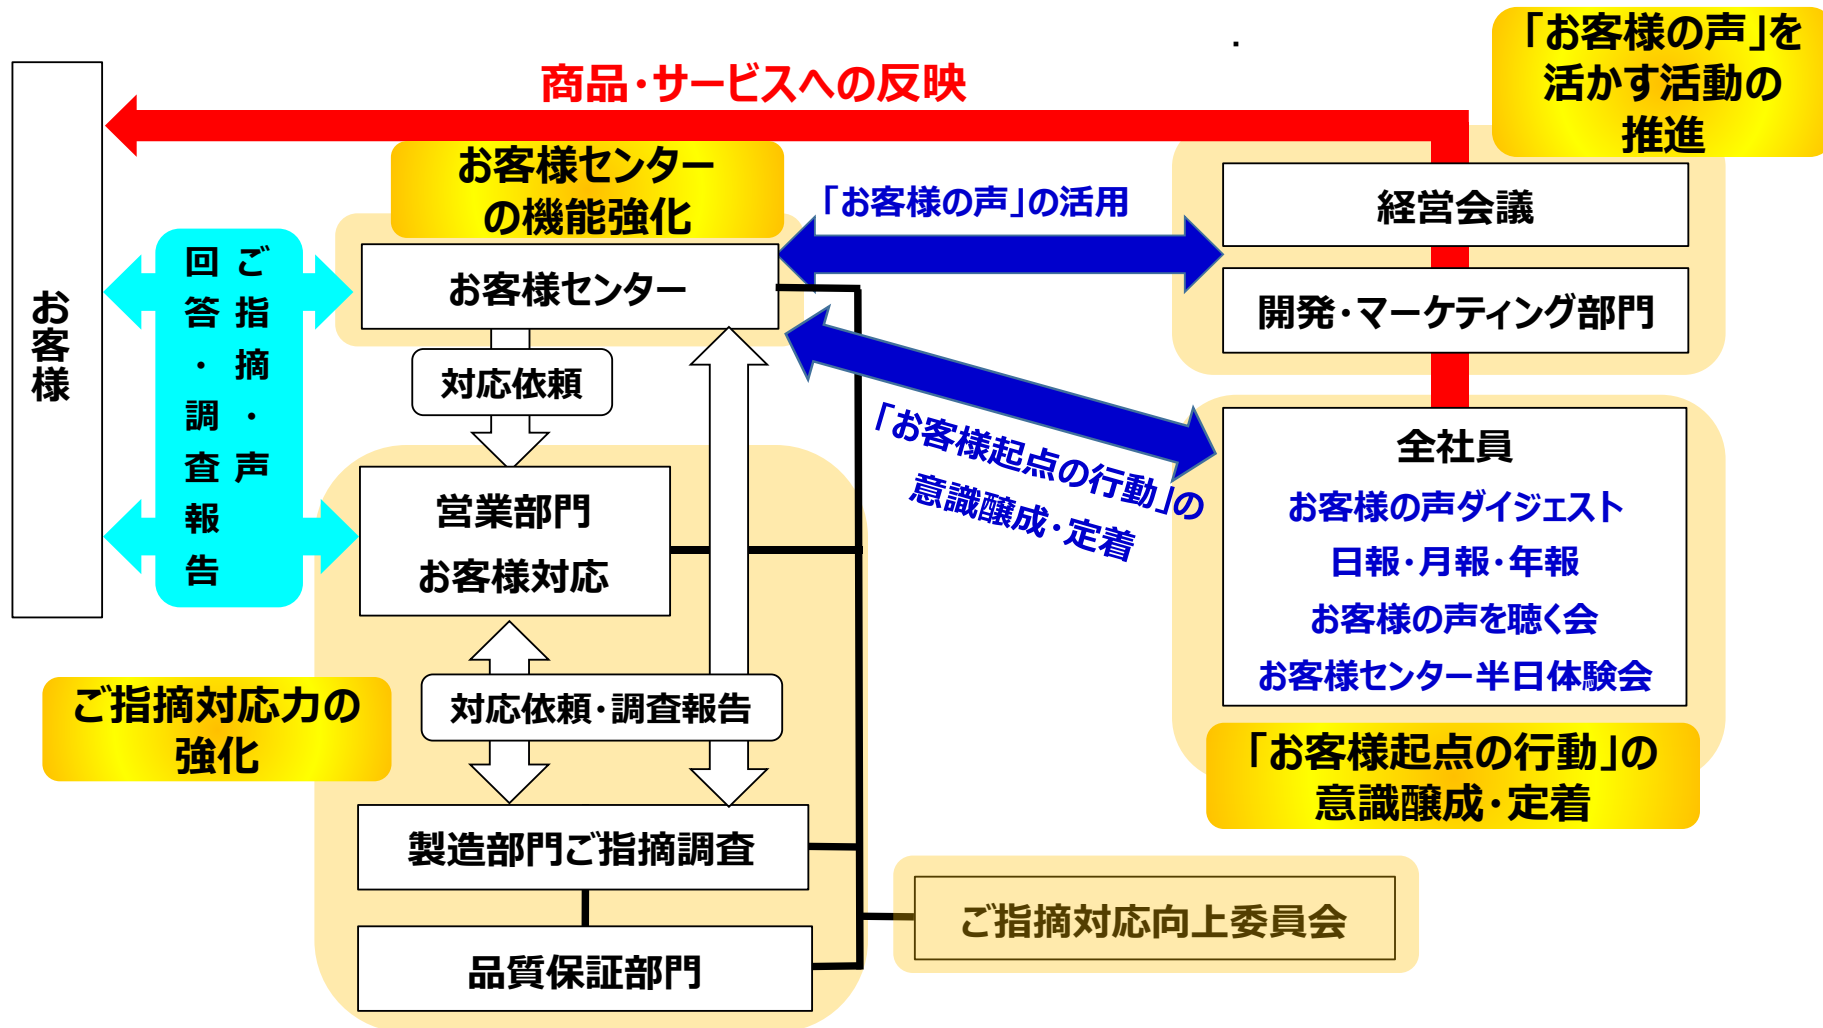 「お客様の声」を
活かす活動の
推進
商品・サービスへの反映
お客様センター
の機能強化
「お客様の声」の活用
経営会議
お客様
ご指摘・声
回答・調査報告
お客様センター
開発・マーケティング部門
対応依頼
「お客様起点の行動」の
意識醸成・定着
全社員
お客様の声ダイジェスト
日報・月報・年報
お客様の声を聴く会
お客様センター半日体験会
営業部門
お客様対応
ご指摘対応力の
強化
対応依頼・調査報告
「お客様起点の行動」の
意識醸成・定着
製造部門ご指摘調査
ご指摘対応向上委員会
品質保証部門